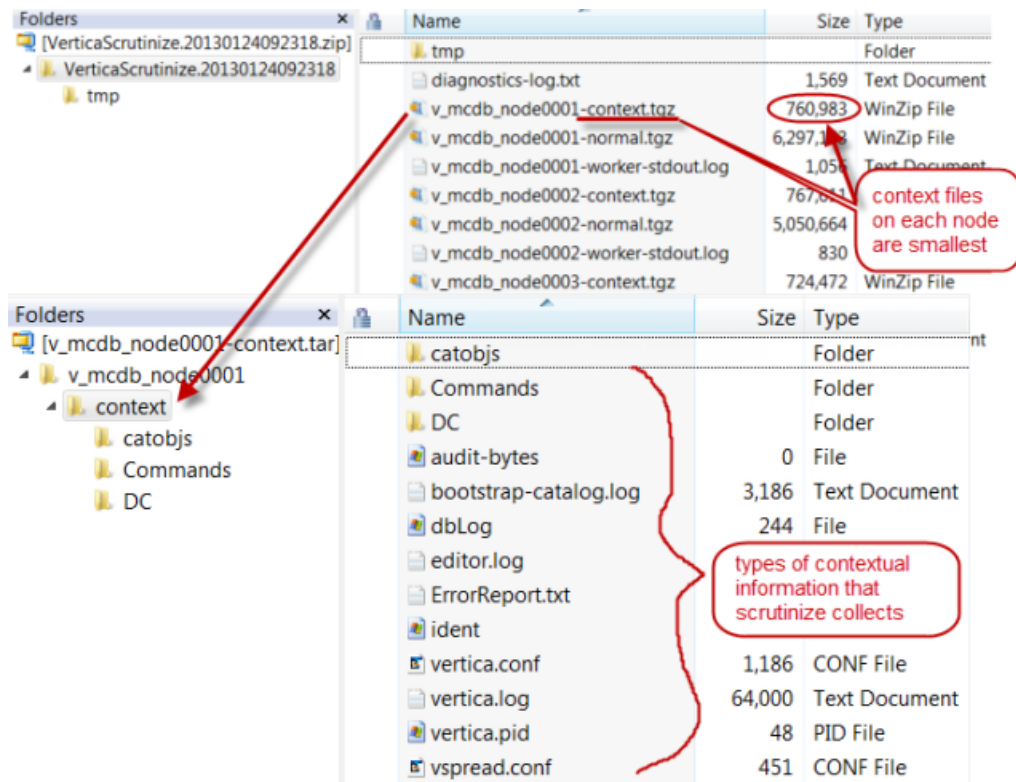 Folders ×
[VerticaScrutinize.20130124092318.zip]
VerticaScrutinize.20130124092318
tmp
Name Size Type
tmp Folder
diagnostics-log.txt 1,569 Text Document
v_mcdb_node0001-context.tgz 760,983 WinZip File
v_mcdb_node0001-normal.tgz WinZip File
v_mcdb_node0001-worker-stdout.log Text Document
v_mcdb_node0002-context.tgz
v_mcdb_node0002-normal.tgz 5,050,664
v_mcdb_node0002-worker-stdout.log 830
v_mcdb_node0003-context.tgz 724,472 WinZip File
context files
on each node
are smallest
Folders ×
[v_mcdb_node0001-context.tar]
v_mcdb_node0001
context
catobjs
Commands
DC
Name Size Type
catobjs Folder
Commands Folder
DC Folder
audit-bytes 0 File
bootstrap-catalog.log 3,186 Text Document
dbLog 244 File
editor.log
ErrorReport.txt
ident
vertica.conf 1,186 CONF File
vertica.log 64,000 Text Document
vertica.pid 48 PID File
vspread.conf 451 CONF File
types of contextual
information that
scrutinize collects